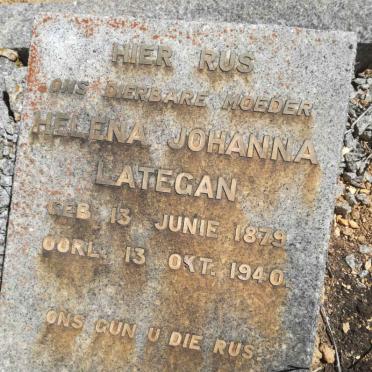 HIER RUS
ONS DIERBARE MOEDER
HELENA JOHANNA
LATEGAN
GEB. 13 JUNIE 1879
OORL. 13 OKT. 1940
ONS GUN U DIE RUS.